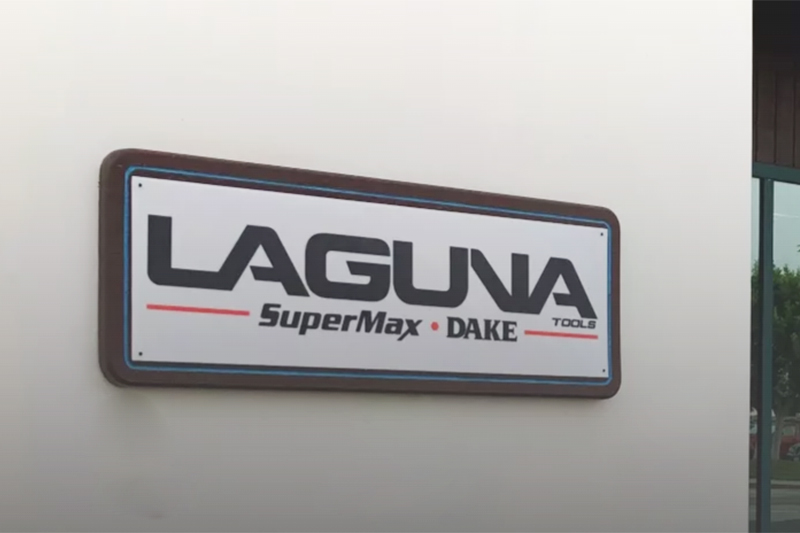 LAGUNA
TOOLS
SuperMax • DAKE